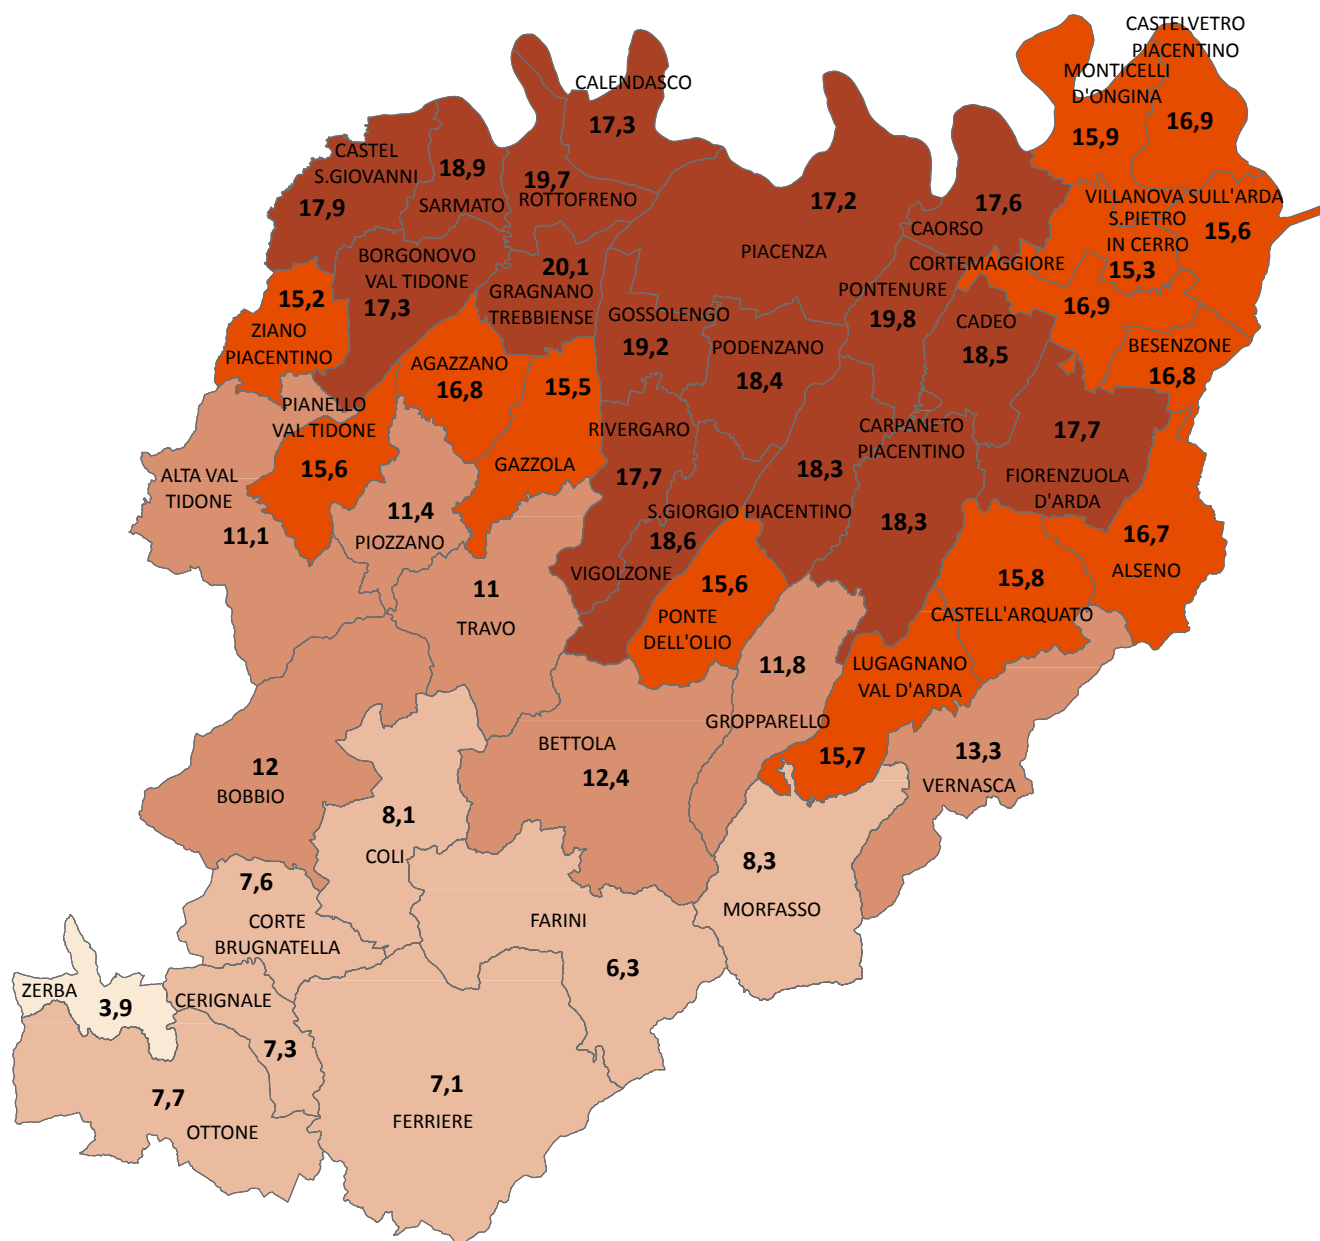 CASTELVETRO
PIACENTINO
16,9
MONTICELLI
D'ONGINA
15,9
CALENDASCO
17,3
CASTEL
S.GIOVANNI
17,9
18,9
SARMATO
19,7
ROTTOFRENO
17,2
PIACENZA
17,6
CAORSO
VILLANOVA SULL'ARDA
15,6
S.PIETRO
IN CERRO
15,3
BORGONOVO
VAL TIDONE
17,3
20,1
GRAGNANO
TREBBIENSE
CORTEMAGGIORE
16,9
PONTENURE
19,8
15,2
ZIANO
PIACENTINO
GOSSOLENGO
19,2
PODENZANO
18,4
CADEO
18,5
BESENZONE
16,8
AGAZZANO
16,8
15,5
GAZZOLA
PIANELLO
VAL TIDONE
15,6
RIVERGARO
17,7
CARPANETO
PIACENTINO
18,3
17,7
FIORENZUOLA
D'ARDA
ALTA VAL
TIDONE
11,1
11,4
PIOZZANO
18,3
S.GIORGIO PIACENTINO
18,6
VIGOLZONE
16,7
ALSENO
11
TRAVO
15,6
PONTE
DELL'OLIO
15,8
CASTELL'ARQUATO
11,8
GROPPARELLO
LUGAGNANO
VAL D'ARDA
15,7
BETTOLA
12,4
13,3
VERNASCA
12
BOBBIO
8,1
COLI
8,3
MORFASSO
7,6
CORTE
BRUGNATELLA
FARINI
6,3
ZERBA
3,9
CERIGNALE
7,3
7,7
OTTONE
7,1
FERRIERE